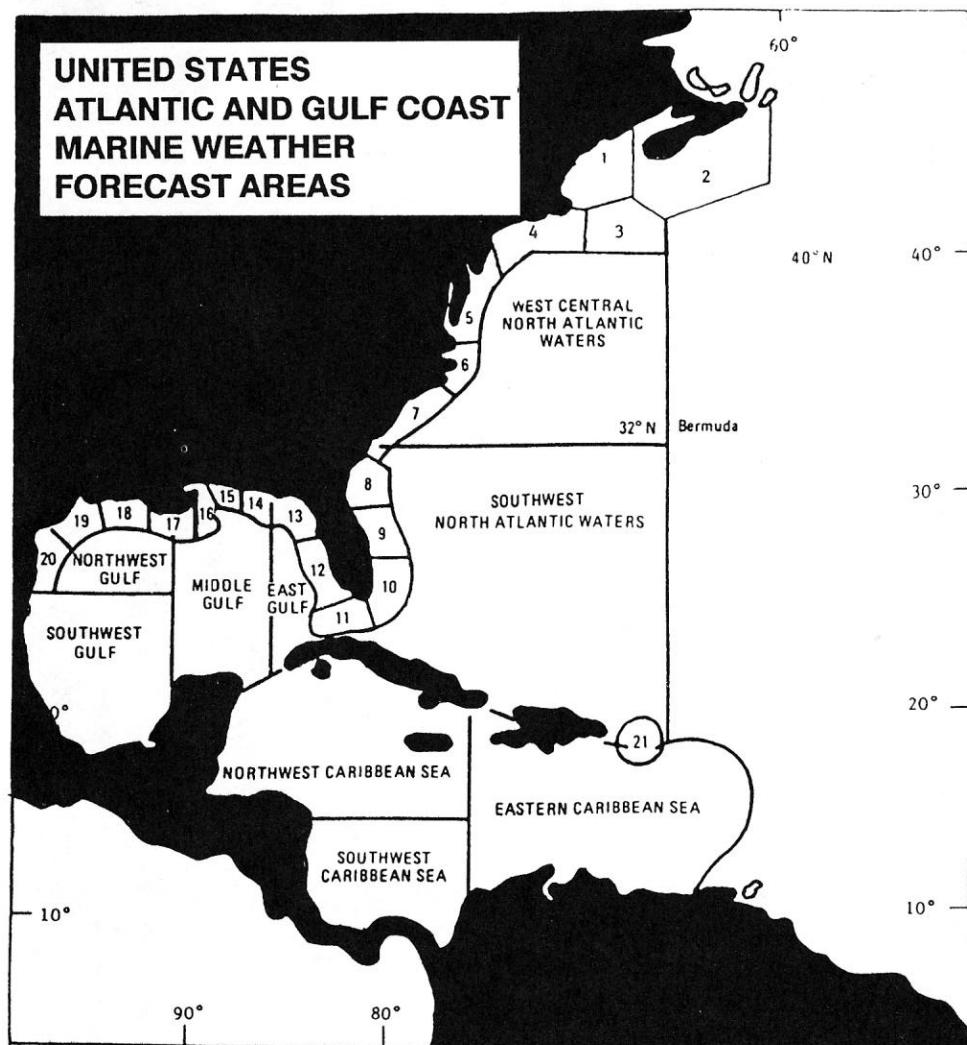 UNITED STATES
ATLANTIC AND GULF COAST
MARINE WEATHER
FORECAST AREAS
60°
1
2
4
3
40° N
40°
WEST CENTRAL
NORTH ATLANTIC
WATERS
5
6
7
32° N
Bermuda
8
30°
SOUTHWEST
NORTH ATLANTIC WATERS
15
14
13
16
17
18
19
9
20
NORTHWEST
GULF
12
10
MIDDLE
GULF
EAST
GULF
11
SOUTHWEST
GULF
0°
20°
21
NORTHWEST CARIBBEAN SEA
EASTERN CARIBBEAN SEA
SOUTHWEST
CARIBBEAN SEA
10°
10°
90°
80°